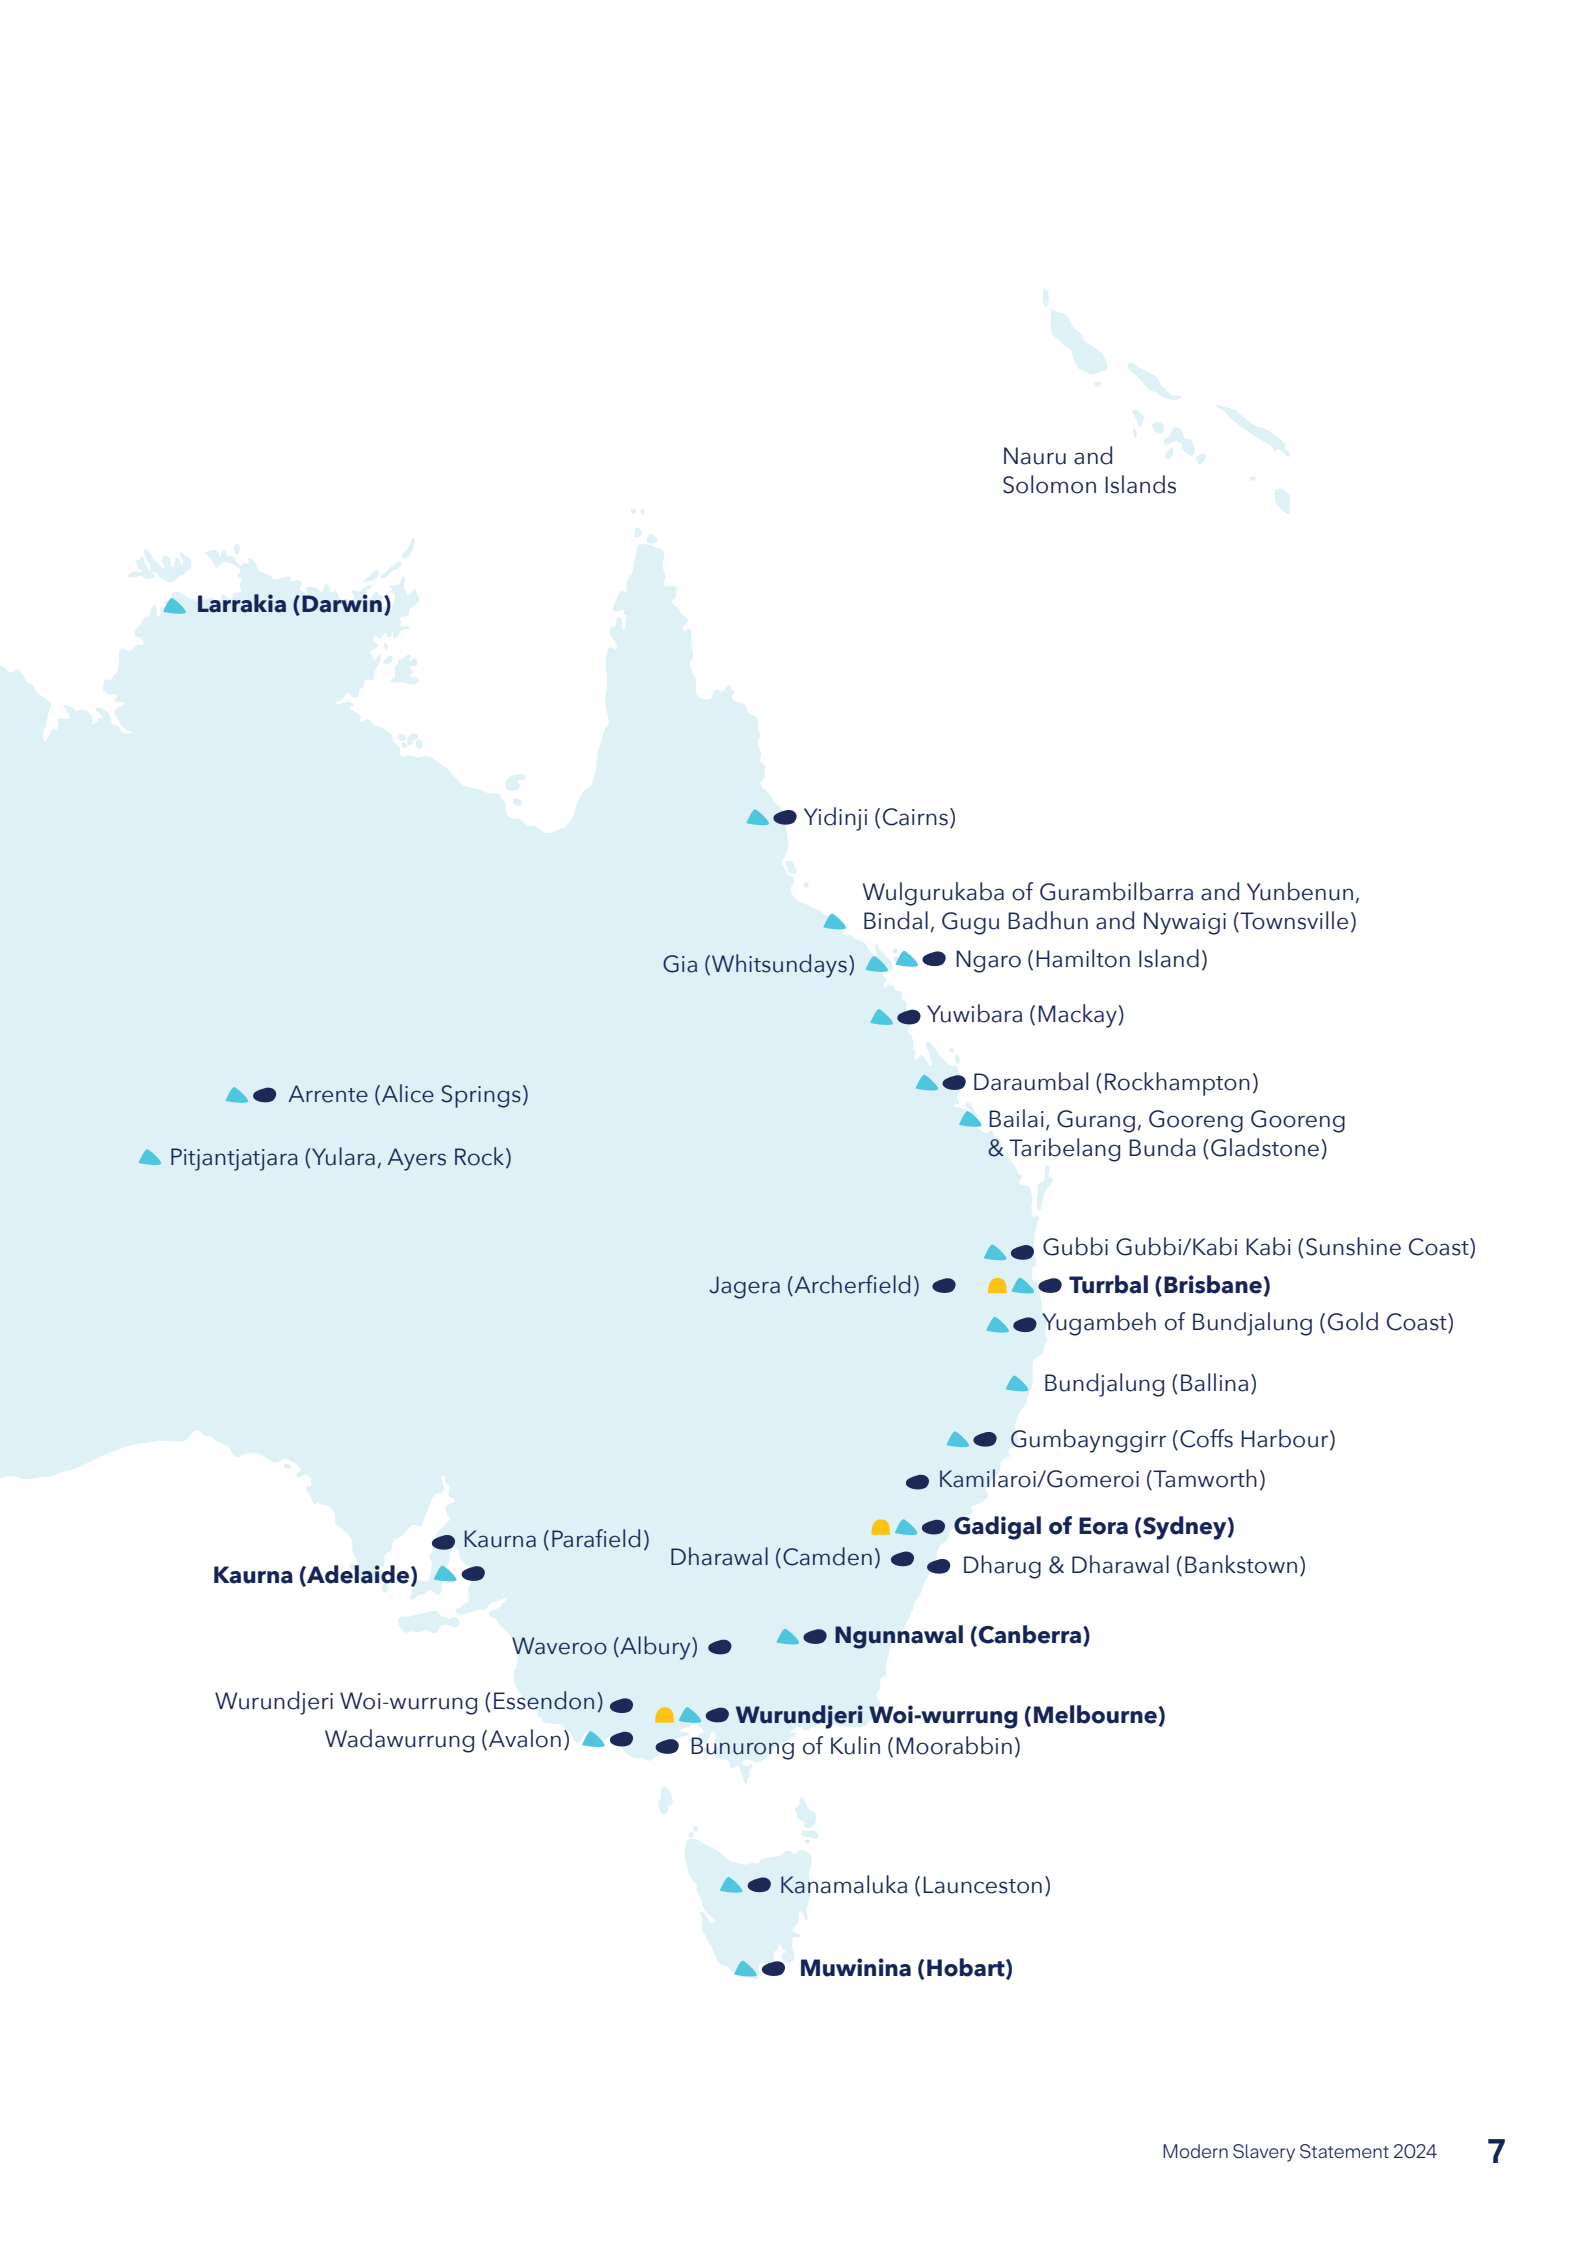 Nauru and
Solomon Islands
Larrakia (Darwin)
Yidinji (Cairns)
Wulgurukaba of Gurambilbarra and Yunbenun,
Bindal, Gugu Badhun and Nywaigi (Townsville)
Gia (Whitsundays)
Ngaro (Hamilton Island)
Yuwibara (Mackay)
Daraumbal (Rockhampton)
Arrente (Alice Springs)
Bailai, Gurang, Gooreng Gooreng
& Taribelang Bunda (Gladstone)
Pitjantjatjara (Yulara, Ayers Rock)
Gubbi Gubbi/Kabi Kabi (Sunshine Coast)
Jagera (Archerfield)
Turrbal (Brisbane)
Yugambeh of Bundjalung (Gold Coast)
Bundjalung (Ballina)
Gumbaynggirr (Coffs Harbour)
Kamilaroi/Gomeroi (Tamworth)
Gadigal of Eora (Sydney)
Kaurna (Parafield)
Dharawal (Camden)
Dharug & Dharawal (Bankstown)
Kaurna (Adelaide)
Ngunnawal (Canberra)
Waveroo (Albury)
Wurundjeri Woi-wurrung (Essendon)
Wurundjeri Woi-wurrung (Melbourne)
Wadawurrung (Avalon)
Bunurong of Kulin (Moorabbin)
Kanamaluka (Launceston)
Muwinina (Hobart)
Modern Slavery Statement 2024 7